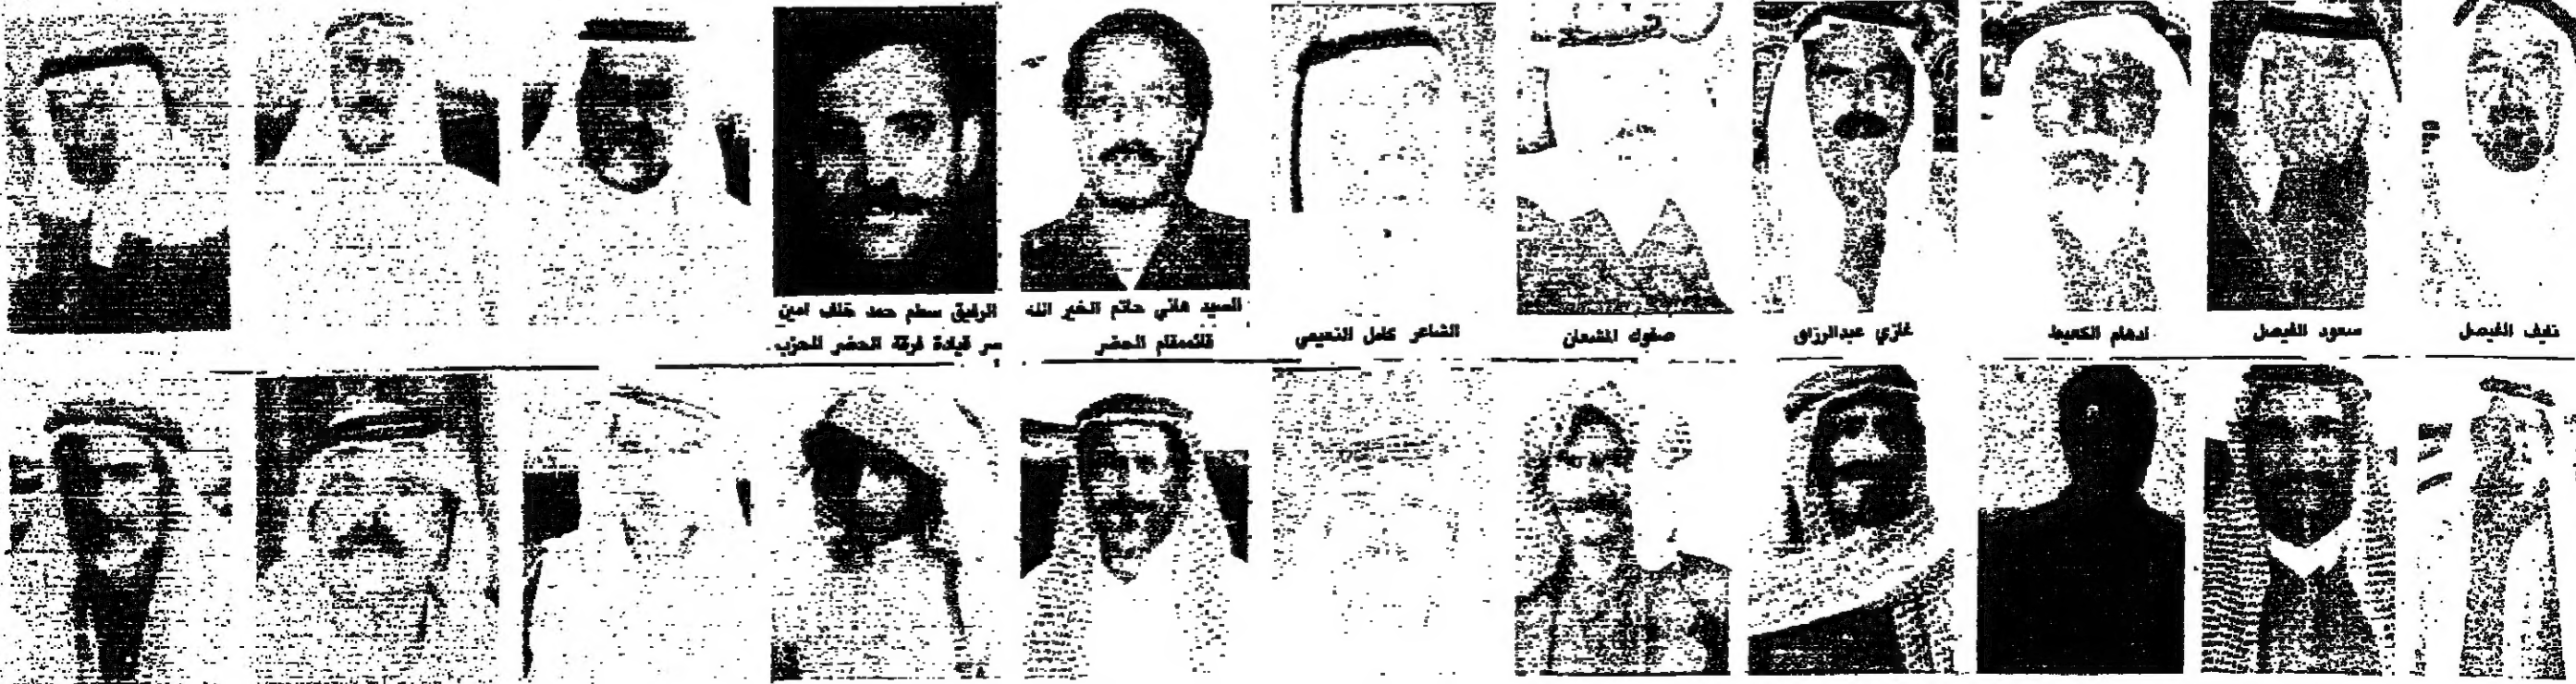 نايف الفيصل
سعود الفيصل
ادهام الكعيط
غازي عبدالرزاق
صفوك المشعان
الشاعر كامل النعيمي
السيد هاني حاتم الخير الله
قائممقام الحضر
الرفيق سطم حمد خلف امين
سر قيادة فرقة الحضر للحزب.